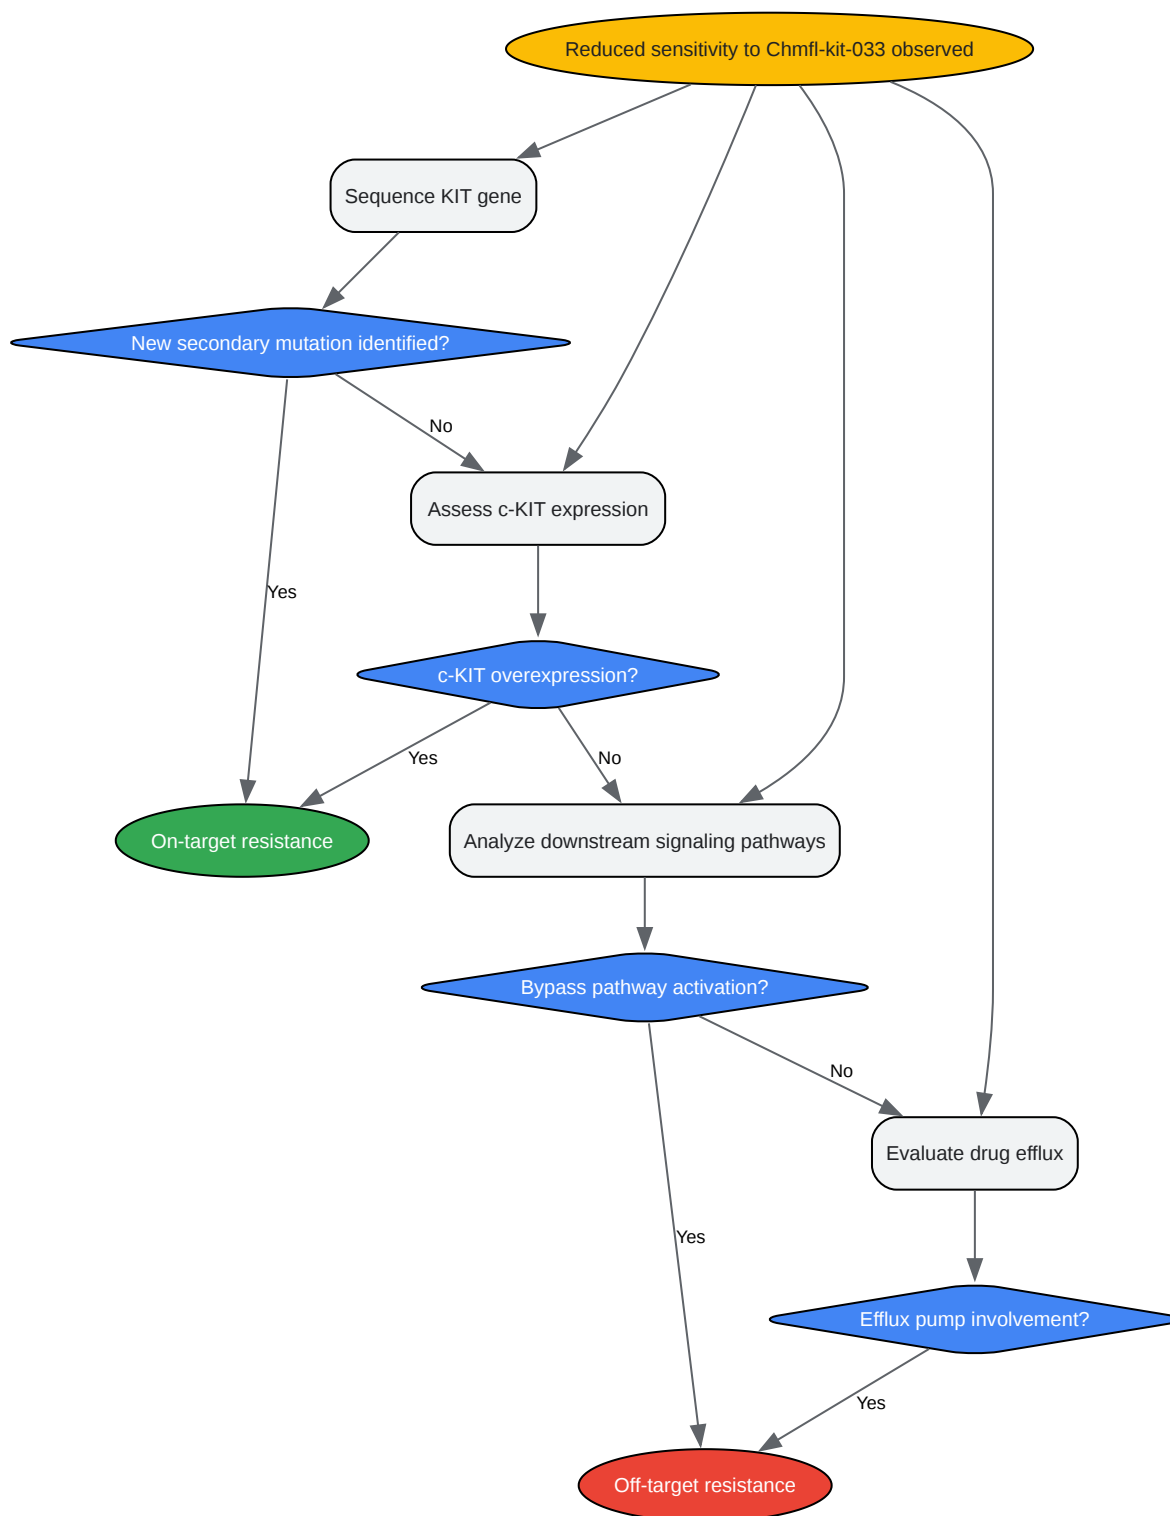 Reduced sensitivity to Chmfl-kit-033 observed
Sequence KIT gene
New secondary mutation identified?
No
Assess c-KIT expression
Yes
c-KIT overexpression?
Yes
No
On-target resistance
Analyze downstream signaling pathways
Bypass pathway activation?
No
Evaluate drug efflux
Yes
Efflux pump involvement?
Yes
Off-target resistance